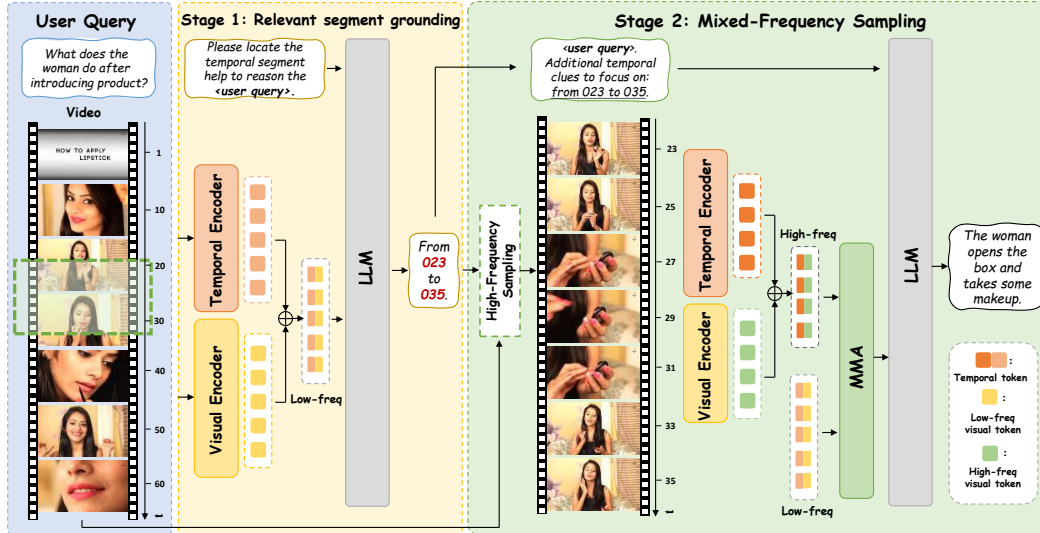 User Query
What does the
woman do after
introducing product?
Video
HOW TO APPLY
LIPSTICK
1
10
20
30
40
50
60
t
Stage 1: Relevant segment grounding
Please locate the
temporal segment
help to reason the
<user query>.
Temporal Encoder
Visual Encoder
Low-freq
LLM
From
023
to
035.
Stage 2: Mixed-Frequency Sampling
<user query>.
Additional temporal
clues to focus on:
from 023 to 035.
High-Frequency
Sampling
23
25
27
29
31
33
35
t
Temporal Encoder
Visual Encoder
High-freq
Low-freq
MMA
LLM
The woman
opens the
box and
takes some
makeup.
:
Temporal token
:
Low-freq
visual token
:
High-freq
visual token